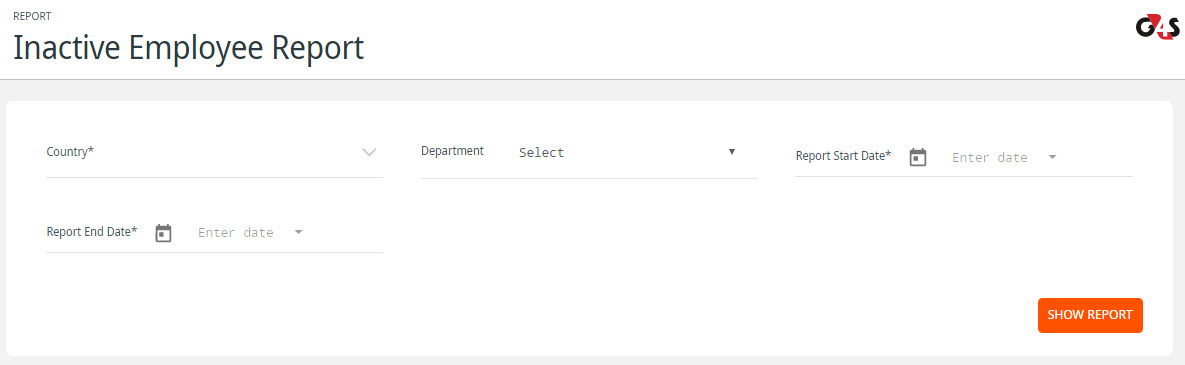 REPORT
Inactive Employee Report
G4S
Country*
Department Select
Report Start Date* Enter date
Report End Date* Enter date
SHOW REPORT